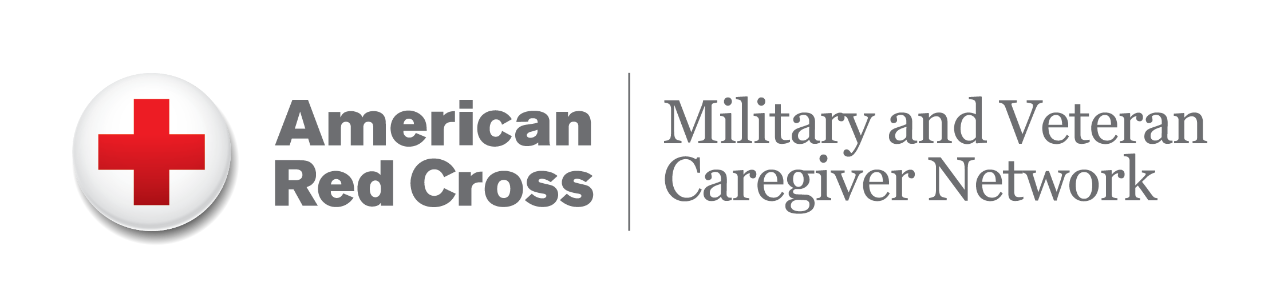 American
Red Cross
Military and Veteran
Caregiver Network